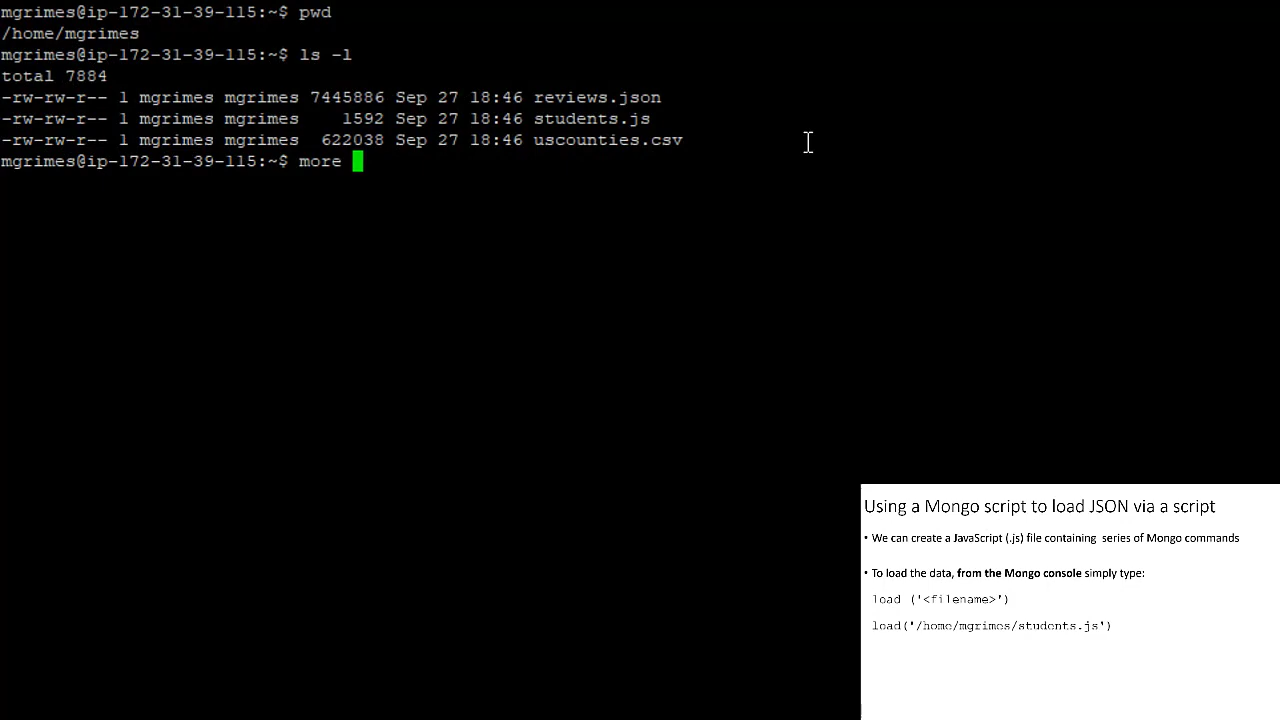 mgrimes@ip-172-31-39-115:~$ pwd
/home/mgrimes
mgrimes@ip-172-31-39-115:~$ ls -l
total 7884
-rw-rw-r-- 1 mgrimes mgrimes 7445886 Sep 27 18:46 reviews.json
-rw-rw-r-- 1 mgrimes mgrimes    1592 Sep 27 18:46 students.js
-rw-rw-r-- 1 mgrimes mgrimes  622038 Sep 27 18:46 uscounties.csv
mgrimes@ip-172-31-39-115:~$ more
Using a Mongo script to load JSON via a script
• We can create a JavaScript (.js) file containing  series of Mongo commands
• To load the data, from the Mongo console simply type:
load ('<filename>')
load('/home/mgrimes/students.js')